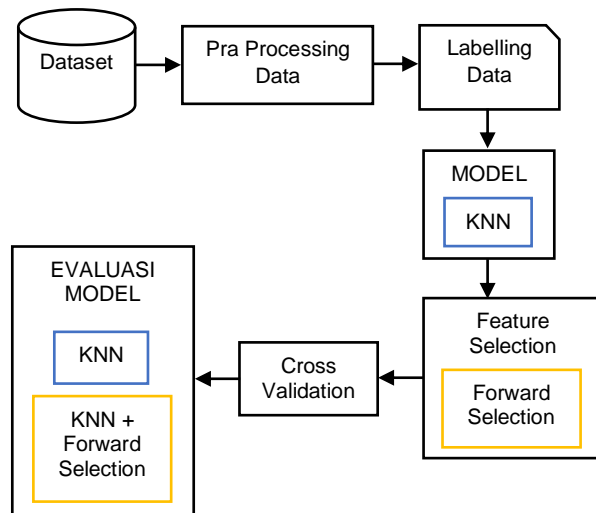 Dataset
Pra Processing
Data
Labelling
Data
MODEL
KNN
Feature
Selection
Forward
Selection
Cross
Validation
EVALUASI
MODEL
KNN
KNN +
Forward
Selection